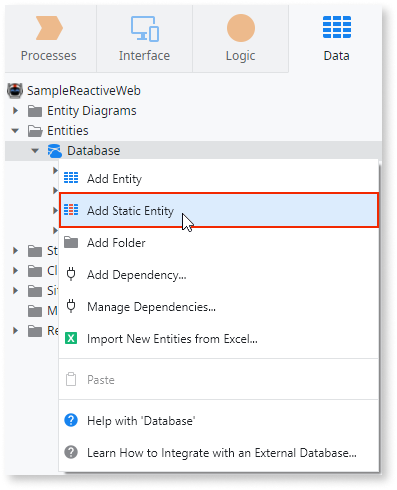 Processes
Interface
Logic
Data
SampleReactiveWeb
Entity Diagrams
Entities
Database
Add Entity
Add Static Entity
Add Folder
St
Cl
Add Dependency...
Si
M
Manage Dependencies...
Re
Import New Entities from Excel...
Paste
Help with 'Database'
Learn How to Integrate with an External Database...